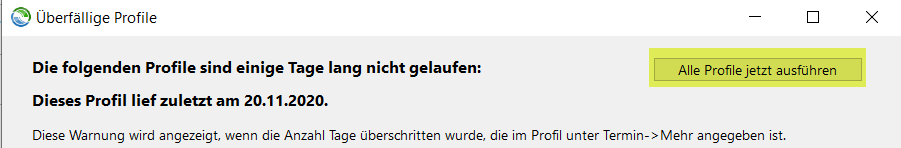 Überfällige Profile
Die folgenden Profile sind einige Tage lang nicht gelaufen:
Alle Profile jetzt ausführen
Dieses Profil lief zuletzt am 20.11.2020.
Diese Warnung wird angezeigt, wenn die Anzahl Tage überschritten wurde, die im Profil unter Termin->Mehr angegeben ist.